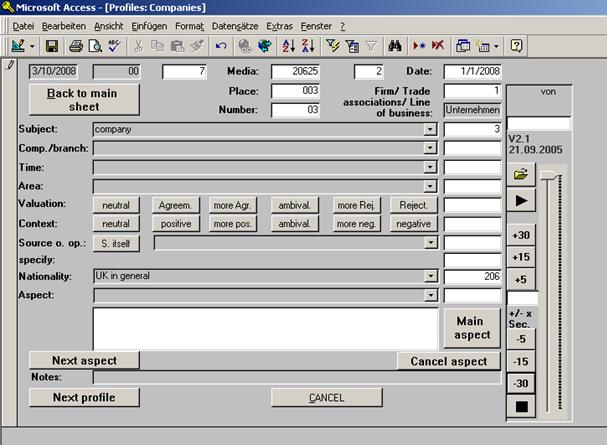 Microsoft Access - [Profiles: Companies]
Datei Bearbeiten Ansicht Einfügen Format Datensätze Extras Fenster ?
3/10/2008 00 7 Media: 20625 2 Date: 1/1/2008
Back to main sheet
Place: 003
Firm/ Trade associations/ Line of business: 1
Number: 03
Unternehmen
von
Subject: company 3
Comp./branch:
Time:
Area:
Valuation: neutral Agreem. more Agr. ambival. more Rej. Reject.
Context: neutral positive more pos. ambival. more neg. negative
Source o. op.: S. itself
specify:
Nationality: UK in general 206
Aspect:
Main aspect
Next aspect
Cancel aspect
Notes:
Next profile
CANCEL
V2.1
21.09.2005
+30
+15
+5
+/- x
Sec.
-5
-15
-30